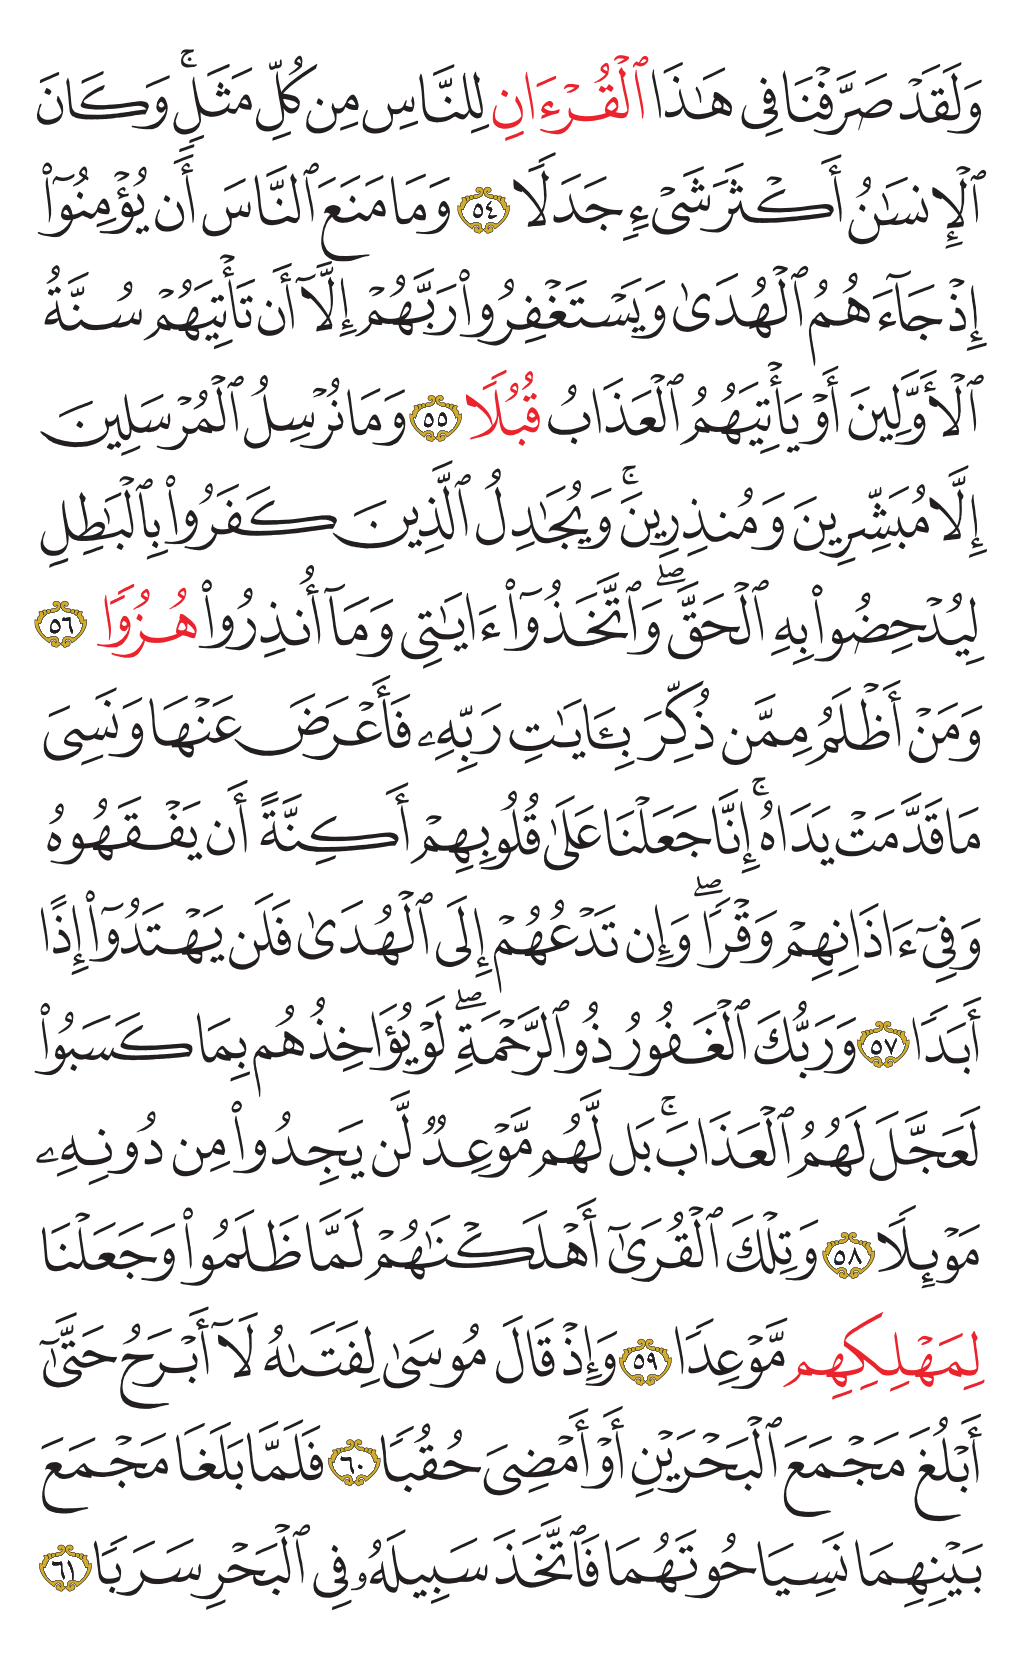 وَلَقَدْ صَرَّفْنَا فِى هَـٰذَا ٱلْقُرْءَانِ لِلنَّاسِ مِن كُلِّ مَثَلٍۢ ۚ وَكَانَ
ٱلْإِنسَـٰنُ أَكْثَرَ شَىْءٍۢ جَدَلًۭا ٥٤ وَمَا مَنَعَ ٱلنَّاسَ أَن يُؤْمِنُوٓا۟
إِذْ جَآءَهُمُ ٱلْهُدَىٰ وَيَسْتَغْفِرُوا۟ رَبَّهُمْ إِلَّآ أَن تَأْتِيَهُمْ سُنَّةُ
ٱلْأَوَّلِينَ أَوْ يَأْتِيَهُمُ ٱلْعَذَابُ قُبُلًۭا ٥٥ وَمَا نُرْسِلُ ٱلْمُرْسَلِينَ
إِلَّا مُبَشِّرِينَ وَمُنذِرِينَ ۚ وَيُجَـٰدِلُ ٱلَّذِينَ كَفَرُوا۟ بِٱلْبَـٰطِلِ
لِيُدْحِضُوا۟ بِهِ ٱلْحَقَّ ۖ وَٱتَّخَذُوٓا۟ ءَايَـٰتِى وَمَآ أُنذِرُوا۟ هُزُوًۭا ٥٦
وَمَنْ أَظْلَمُ مِمَّن ذُكِّرَ بِـَٔايَـٰتِ رَبِّهِۦ فَأَعْرَضَ عَنْهَا وَنَسِىَ
مَا قَدَّمَتْ يَدَاهُ ۚ إِنَّا جَعَلْنَا عَلَىٰ قُلُوبِهِمْ أَكِنَّةً أَن يَفْقَهُوهُ
وَفِىٓ ءَاذَانِهِمْ وَقْرًۭا ۖ وَإِن تَدْعُهُمْ إِلَى ٱلْهُدَىٰ فَلَن يَهْتَدُوٓا۟ إِذًا
أَبَدًۭا ٥٧ وَرَبُّكَ ٱلْغَفُورُ ذُو ٱلرَّحْمَةِ ۖ لَوْ يُؤَاخِذُهُم بِمَا كَسَبُوا۟
لَعَجَّلَ لَهُمُ ٱلْعَذَابَ ۚ بَل لَّهُم مَّوْعِدٌۭ لَّن يَجِدُوا۟ مِن دُونِهِۦ
مَوْئِلًۭا ٥٨ وَتِلْكَ ٱلْقُرَىٰٓ أَهْلَكْنَـٰهُمْ لَمَّا ظَلَمُوا۟ وَجَعَلْنَا
لِمَهْلِكِهِم مَّوْعِدًۭا ٥٩ وَإِذْ قَالَ مُوسَىٰ لِفَتَىٰهُ لَآ أَبْرَحُ حَتَّىٰٓ
أَبْلُغَ مَجْمَعَ ٱلْبَحْرَيْنِ أَوْ أَمْضِىَ حُقُبًۭا ٦٠ فَلَمَّا بَلَغَا مَجْمَعَ
بَيْنِهِمَا نَسِيَا حُوتَهُمَا فَٱتَّخَذَ سَبِيلَهُۥ فِى ٱلْبَحْرِ سَرَبًۭا ٦١